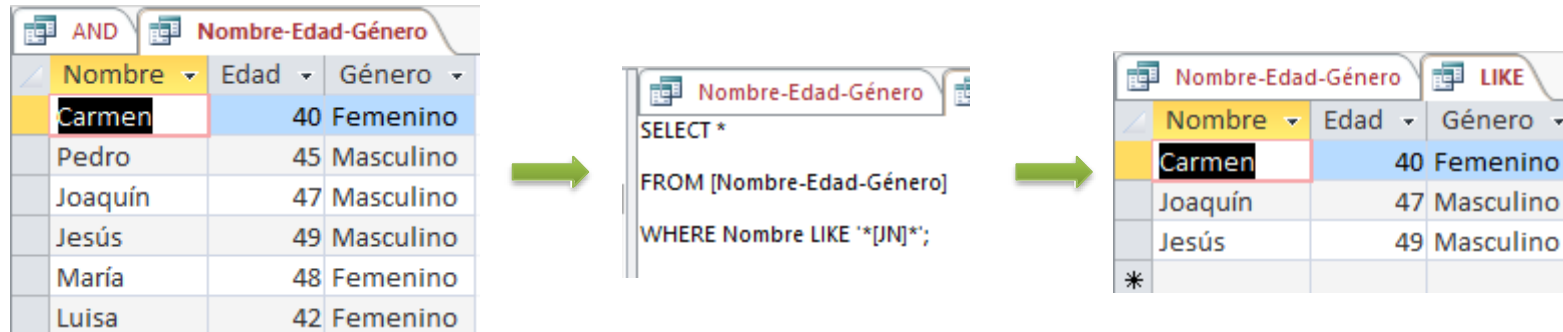 AND Nombre-Edad-Género
Nombre Edad Género
Carmen 40 Femenino
Pedro 45 Masculino
Joaquín 47 Masculino
Jesús 49 Masculino
María 48 Femenino
Luisa 42 Femenino
Nombre-Edad-Género
SELECT *
FROM [Nombre-Edad-Género]
WHERE Nombre LIKE '*[JN]*';
Nombre-Edad-Género LIKE
Nombre Edad Género
Carmen 40 Femenino
Joaquín 47 Masculino
Jesús 49 Masculino
*